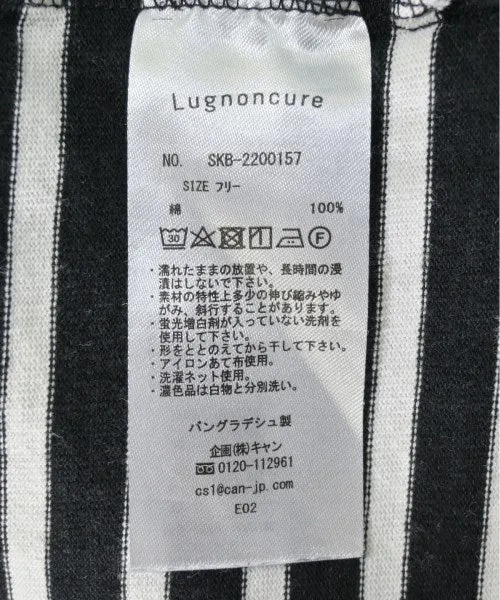 Lugnoncure
NO. SKB-2200157
SIZE フリー
綿 100%
30 F
・濡れたままの放置や、長時間の浸
漬はしないで下さい。
・素材の特性上多少の伸び縮みやゆ
がみ、斜行することがあります。
・蛍光増白剤が入っていない洗剤を
使用して下さい。
・形をととのえてから干して下さい。
・アイロンあて布使用。
・洗濯ネット使用。
・濃色品は白物と分別洗い。
バングラデシュ製
企画(株)キャン
0120-112961
cs1@can-jp.com
E02